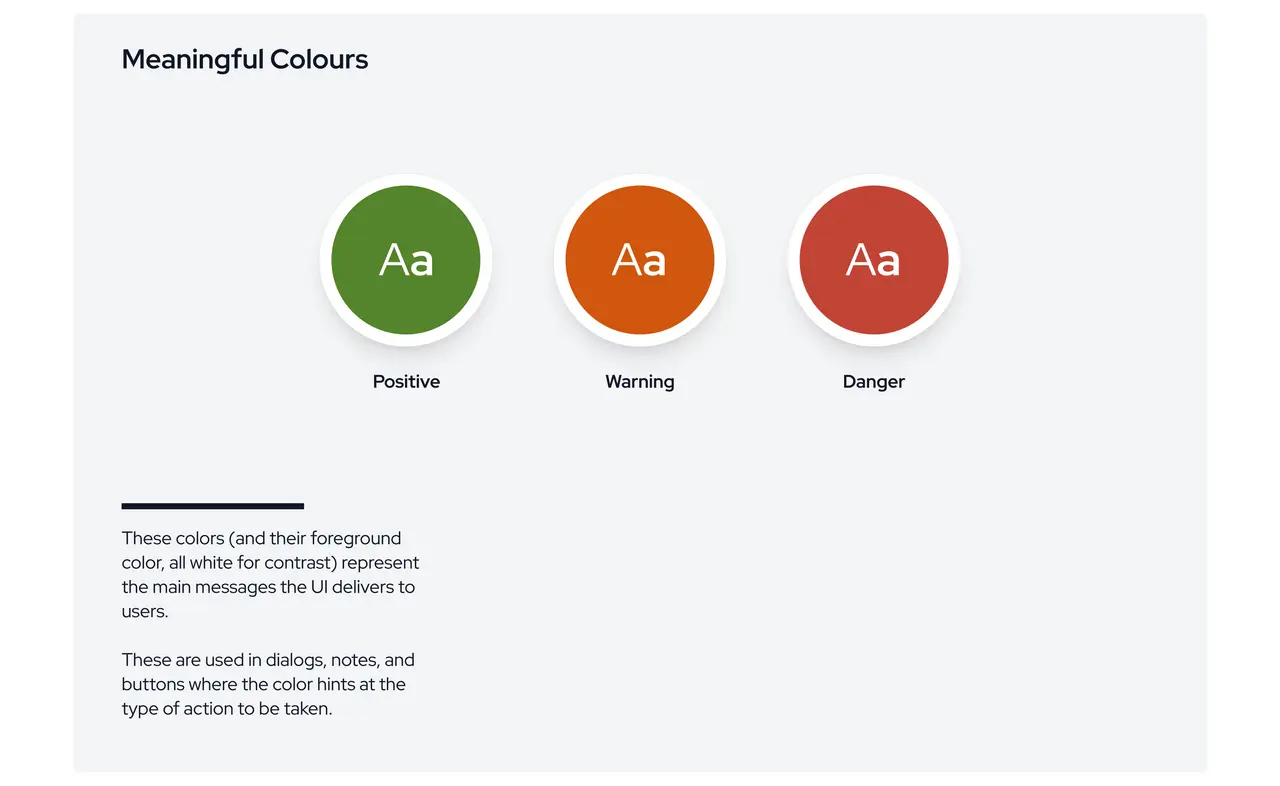 Meaningful Colours
Aa
Aa
Aa
Positive
Warning
Danger
These colors (and their foreground
color, all white for contrast) represent
the main messages the UI delivers to
users.
These are used in dialogs, notes, and
buttons where the color hints at the
type of action to be taken.